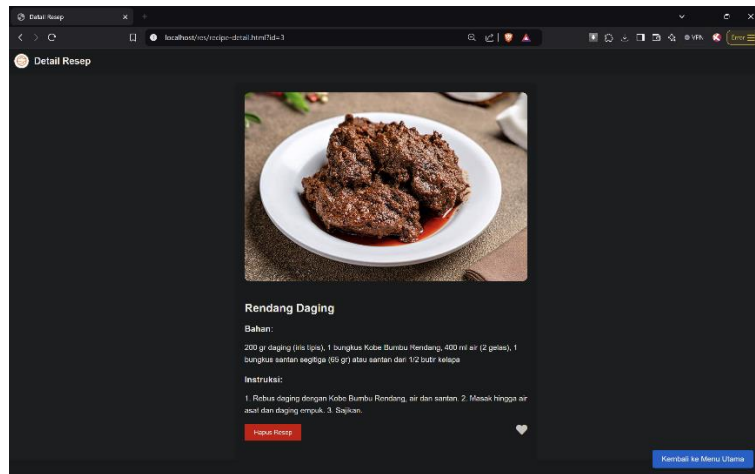 Detail Resep
localhost/res/recipe-detail.html?id=3
VPN
Error
Detail Resep
Rendang Daging
Bahan:
200 gr daging (iris tipis), 1 bungkus Kobe Bumbu Rendang, 400 ml air (2 gelas), 1
bungkus santan segitiga (65 gr) atau santan dari 1/2 butir kelapa
Instruksi:
1. Rebus daging dengan Kobe Bumbu Rendang, air dan santan. 2. Masak hingga air
asat dan daging empuk. 3. Sajikan.
Hapus Resep
Kembali ke Menu Utama